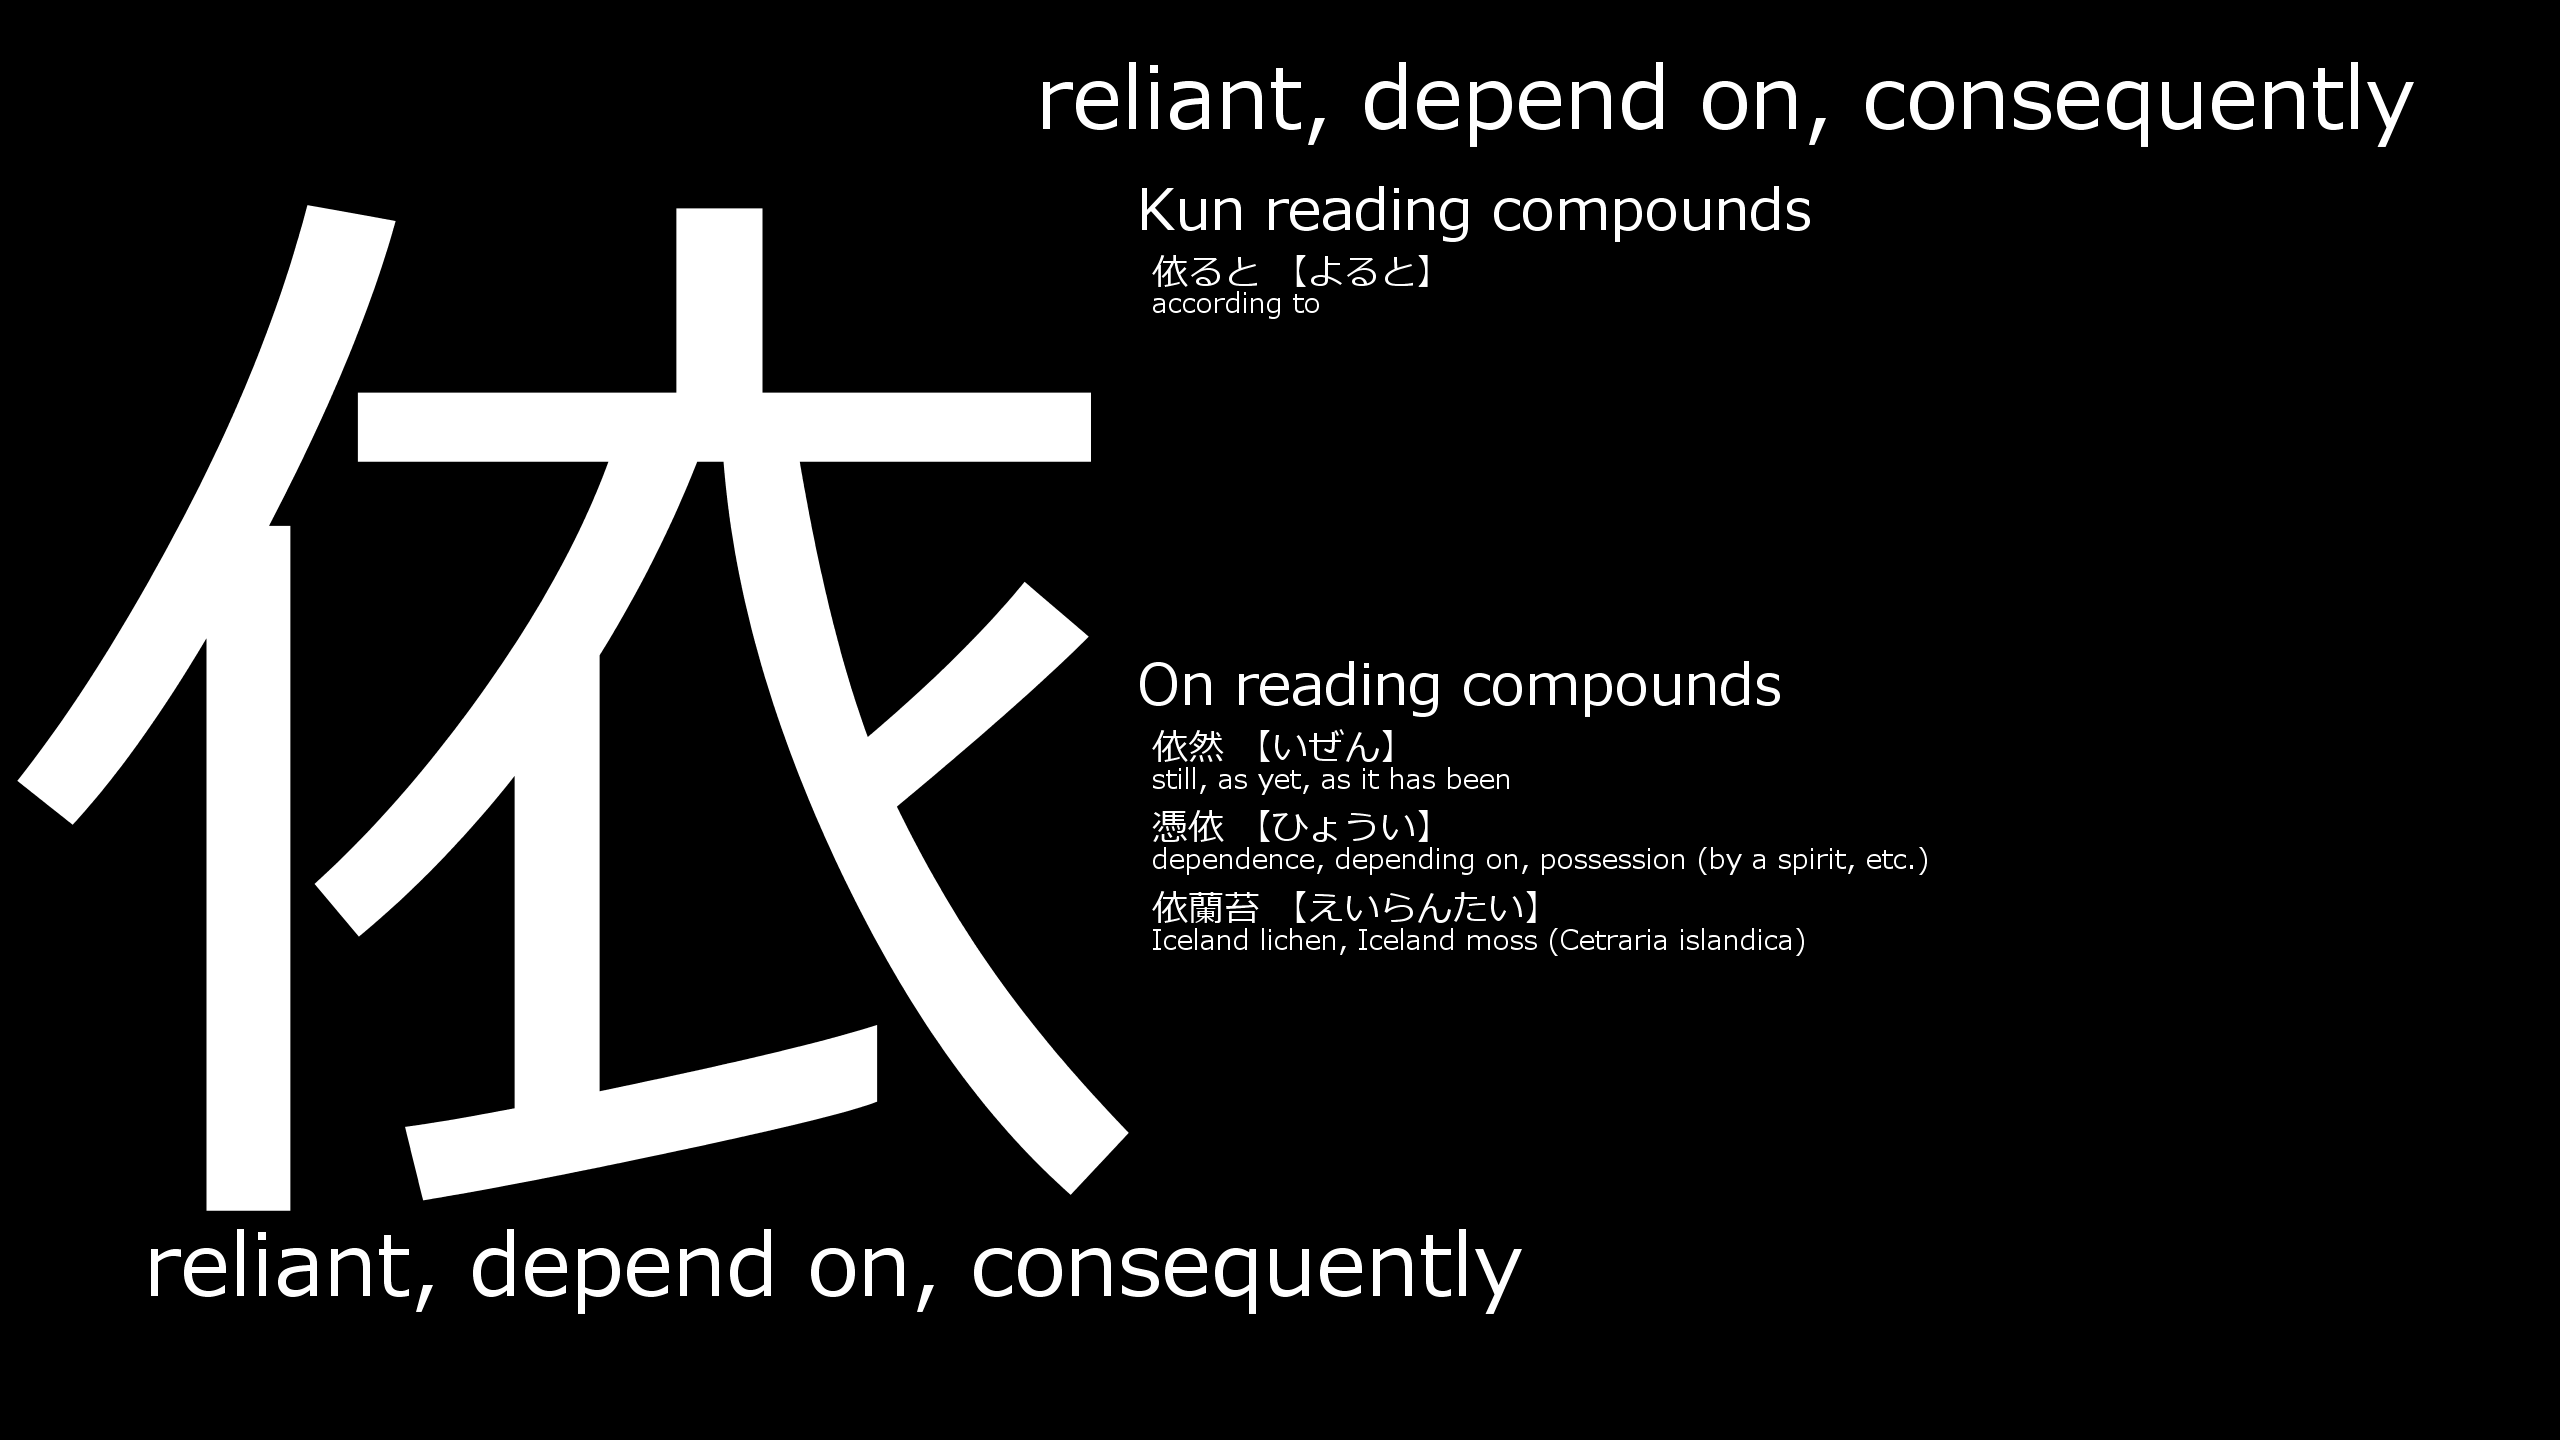 reliant, depend on, consequently
依
Kun reading compounds
依ると 【よると】
according to
On reading compounds
依然 【いぜん】
still, as yet, as it has been
憑依 【ひょうい】
dependence, depending on, possession (by a spirit, etc.)
依蘭苔 【えいらんたい】
Iceland lichen, Iceland moss (Cetraria islandica)
reliant, depend on, consequently